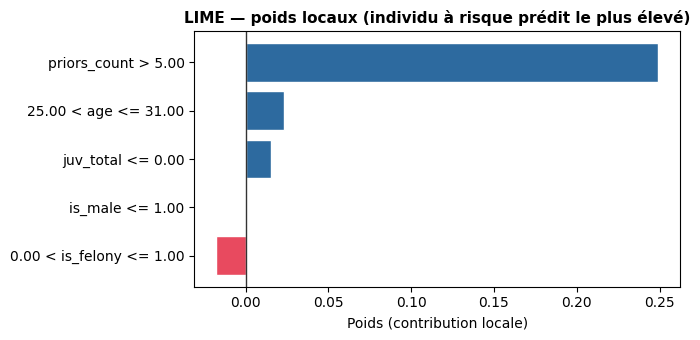 LIME — poids locaux (individu à risque prédit le plus élevé)
priors_count > 5.00
25.00 < age <= 31.00
juv_total <= 0.00
is_male <= 1.00
0.00 < is_felony <= 1.00
0.00 0.05 0.10 0.15 0.20 0.25
Poids (contribution locale)